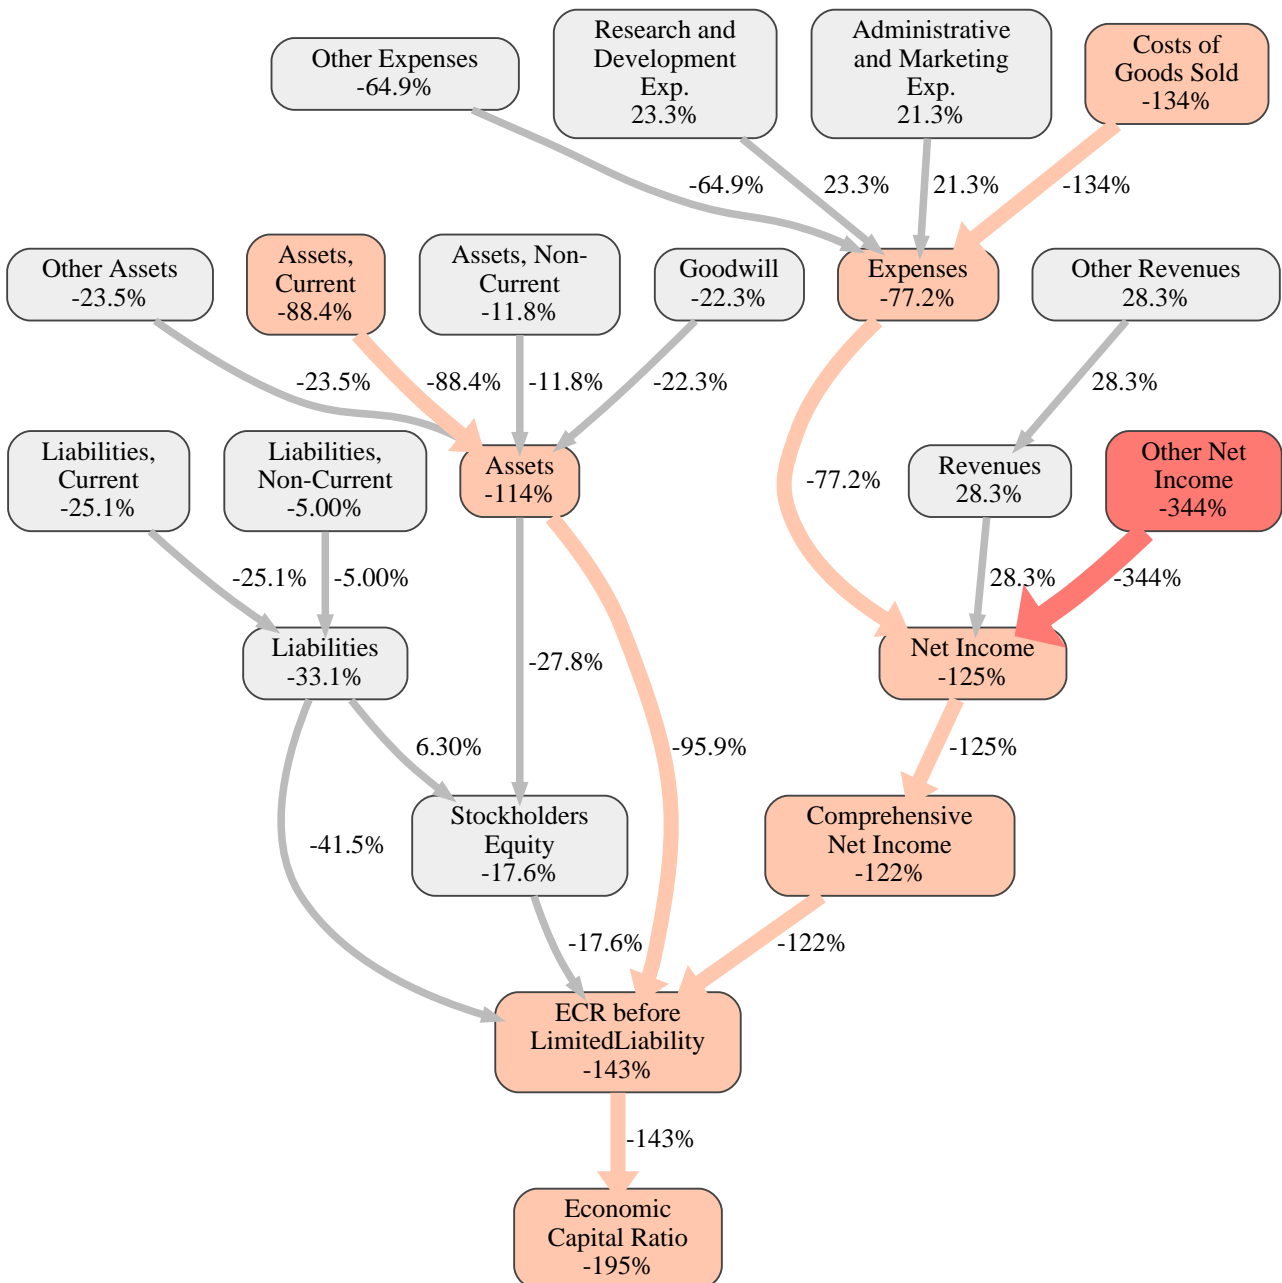 Other Expenses
-64.9%
Research and
Development
Exp.
23.3%
Administrative
and Marketing
Exp.
21.3%
Costs of
Goods Sold
-134%
-64.9%
23.3%
21.3%
-134%
Other Assets
-23.5%
Assets,
Current
-88.4%
Assets, Non-
Current
-11.8%
Goodwill
-22.3%
Expenses
-77.2%
Other Revenues
28.3%
-23.5%
-88.4%
-11.8%
-22.3%
28.3%
Liabilities,
Current
-25.1%
Liabilities,
Non-Current
-5.00%
Assets
-114%
-77.2%
Revenues
28.3%
Other Net
Income
-344%
-25.1%
-5.00%
28.3%
-344%
Liabilities
-33.1%
-27.8%
Net Income
-125%
6.30%
-95.9%
-125%
-41.5%
Stockholders
Equity
-17.6%
Comprehensive
Net Income
-122%
-17.6%
-122%
ECR before
LimitedLiability
-143%
-143%
Economic
Capital Ratio
-195%